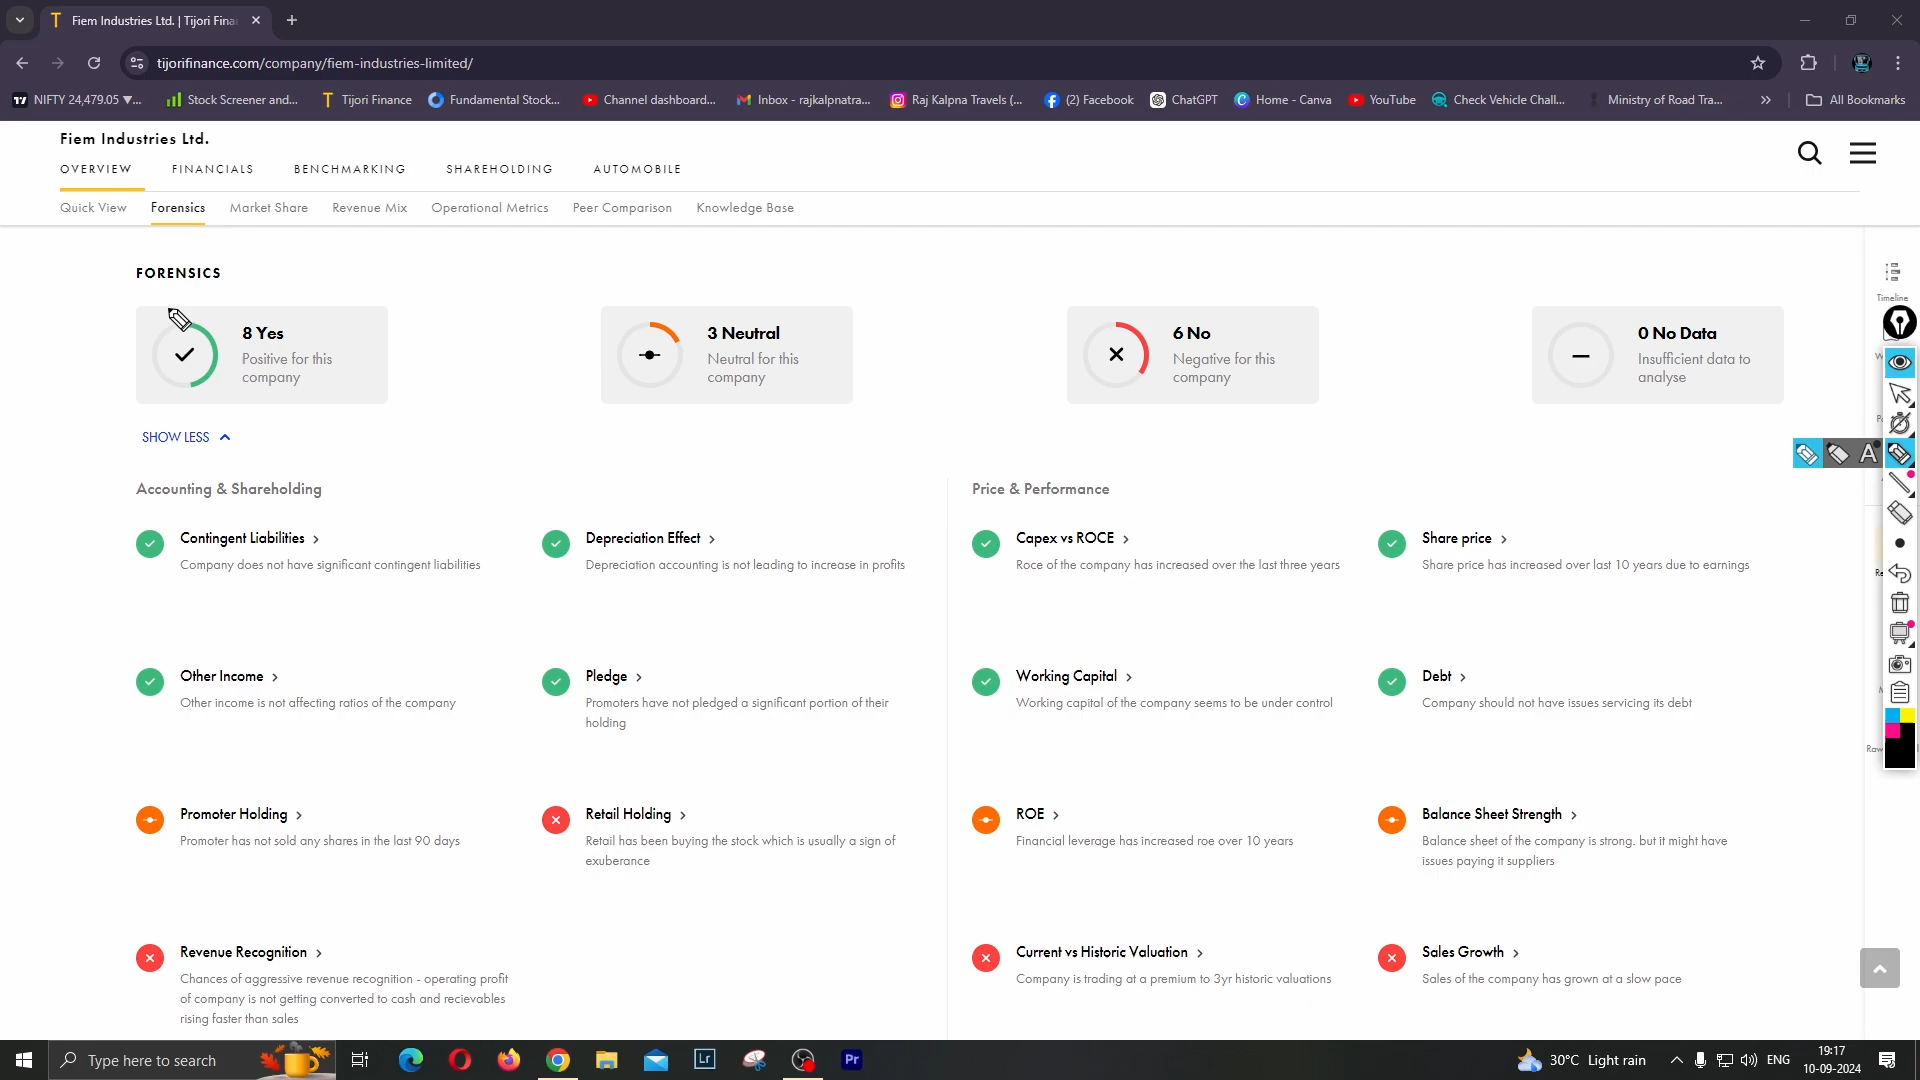 Fiem Industries Ltd. | Tijori Fina
tijorifinance.com/company/fiem-industries-limited/
NIFTY 24,479.05 ▼...
Stock Screener and...
Tijori Finance
Fundamental Stock...
Channel dashboard...
Inbox - rajkalpnatra...
Raj Kalpna Travels (...
(2) Facebook
ChatGPT
Home - Canva
YouTube
Check Vehicle Chall...
Ministry of Road Tra...
All Bookmarks
Fiem Industries Ltd.
OVERVIEW FINANCIALS BENCHMARKING SHAREHOLDING AUTOMOBILE
Quick View Forensics Market Share Revenue Mix Operational Metrics Peer Comparison Knowledge Base
FORENSICS
Timeline
8 Yes
Positive for this
company
3 Neutral
Neutral for this
company
6 No
Negative for this
company
0 No Data
Insufficient data to
analyse
SHOW LESS
Accounting & Shareholding
Contingent Liabilities
Company does not have significant contingent liabilities
Depreciation Effect
Depreciation accounting is not leading to increase in profits
Other Income
Other income is not affecting ratios of the company
Pledge
Promoters have not pledged a significant portion of their
holding
Promoter Holding
Promoter has not sold any shares in the last 90 days
Retail Holding
Retail has been buying the stock which is usually a sign of
exuberance
Revenue Recognition
Chances of aggressive revenue recognition - operating profit
of company is not getting converted to cash and recievables
rising faster than sales
Price & Performance
Capex vs ROCE
Roce of the company has increased over the last three years
Share price
Share price has increased over last 10 years due to earnings
Working Capital
Working capital of the company seems to be under control
Debt
Company should not have issues servicing its debt
ROE
Financial leverage has increased roe over 10 years
Balance Sheet Strength
Balance sheet of the company is strong. but it might have
issues paying it suppliers
Current vs Historic Valuation
Company is trading at a premium to 3yr historic valuations
Sales Growth
Sales of the company has grown at a slow pace
A
Type here to search
Lr
Pr
30°C Light rain
ENG
19:17
10-09-2024